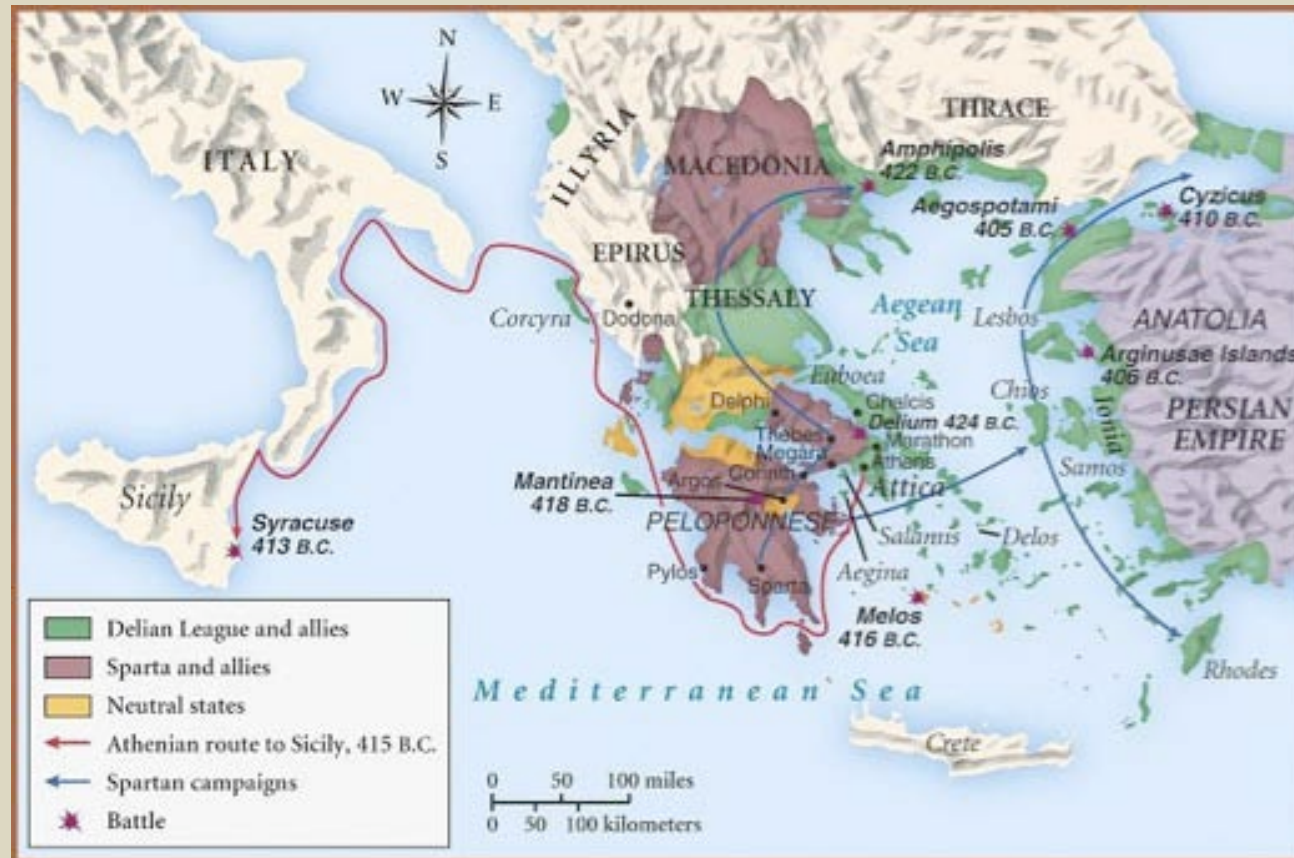 N
W E
S
ITALY
ILLYRIA
MACEDONIA
THRACE
Amphipolis
422 B.C.
Aegospotami
405 B.C.
Cyzicus
410 B.C.
EPIRUS
THESSALY
Corcyra
Dodona
Aegean
Sea
Lesbos
ANATOLIA
Arginusae Islands
406 B.C.
Euboea
Chios
Ionia
PERSIAN
EMPIRE
Delphi
Chalcis
Delium 424 B.C.
Thebes
Marathon
Megara
Athens
Corinth
Attica
Samos
Mantinea
418 B.C.
Argos
PELOPONNESE
Salamis
Delos
Sicily
Syracuse
413 B.C.
Pylos
Sparta
Aegina
Melos
416 B.C.
Rhodes
Mediterranean Sea
Crete
Delian League and allies
Sparta and allies
Neutral states
Athenian route to Sicily, 415 B.C.
Spartan campaigns
Battle
0 50 100 miles
0 50 100 kilometers